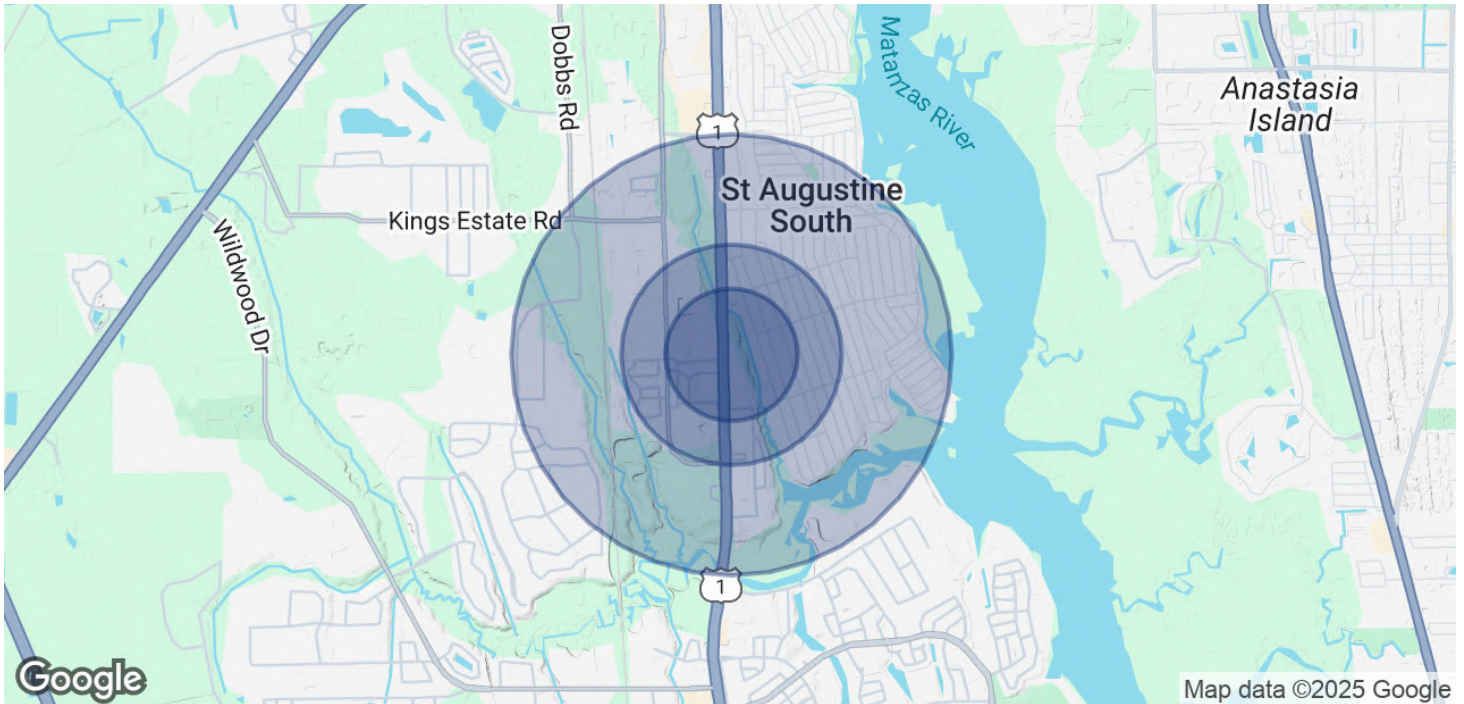 Dobbs Rd
Matanzas River
Anastasia
Island
1
St Augustine
South
Kings Estate Rd
Wildwood Dr
1
Google
Map data ©2025 Google